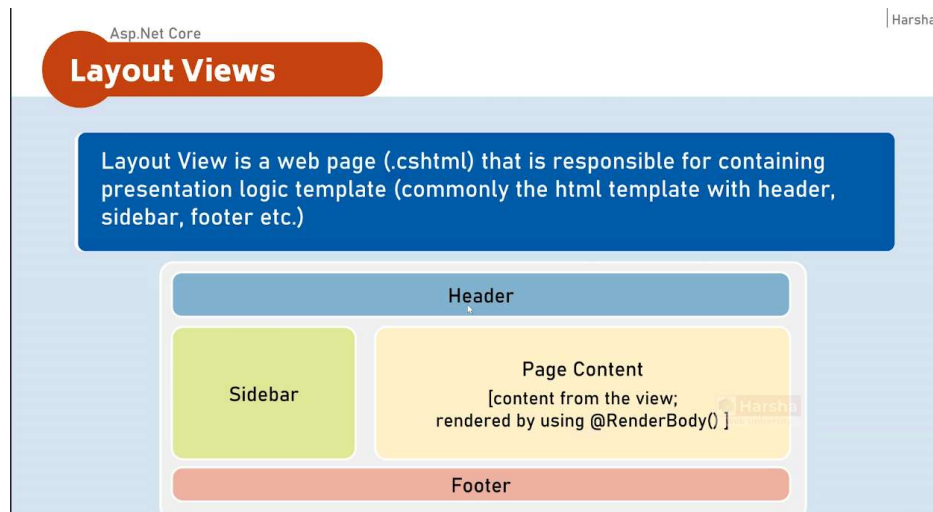 Asp.Net Core
Harsha
Layout Views
Layout View is a web page (.cshtml) that is responsible for containing
presentation logic template (commonly the html template with header,
sidebar, footer etc.)
Header
Sidebar
Page Content
[content from the view;
rendered by using @RenderBody() ]
Harsha
Footer